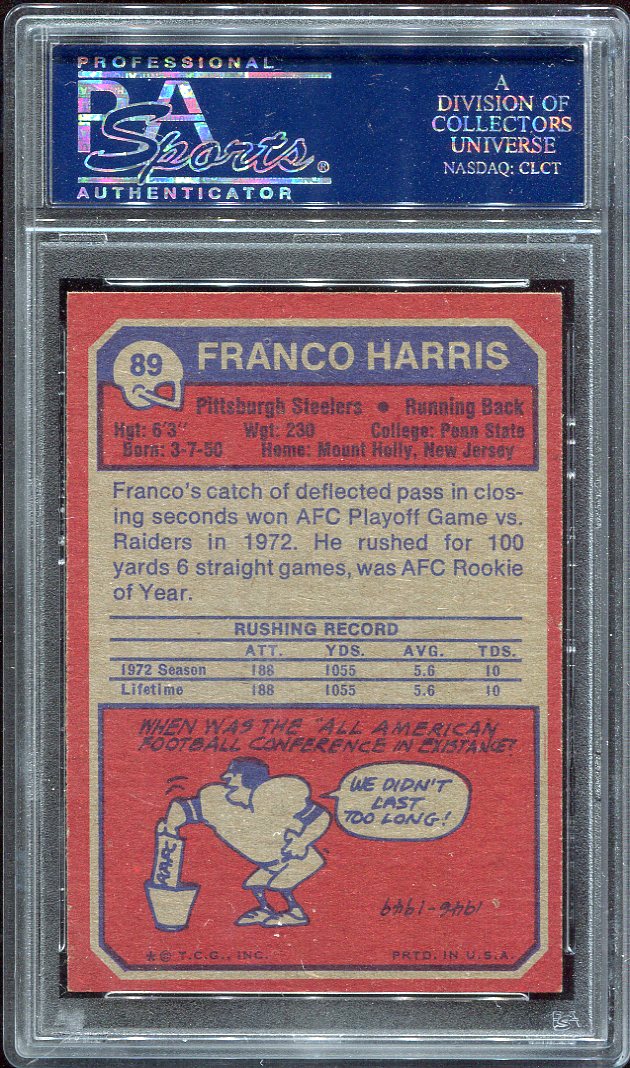 PROFESSIONAL
PSA
Sports®
AUTHENTICATOR
A
DIVISION OF
COLLECTORS
UNIVERSE
NASDAQ: CLCT
89
FRANCO HARRIS
Pittsburgh Steelers • Running Back
Hgt: 6'3" Wgt: 230 College: Penn State
Born: 3-7-50 Home: Mount Holly, New Jersey
Franco's catch of deflected pass in clos-
ing seconds won AFC Playoff Game vs.
Raiders in 1972. He rushed for 100
yards 6 straight games, was AFC Rookie
of Year.
RUSHING RECORD
ATT. YDS. AVG. TDS.
1972 Season 188 1055 5.6 10
Lifetime 188 1055 5.6 10
WHEN WAS THE "ALL AMERICAN
FOOTBALL CONFERENCE IN EXISTANCE?
WE DIDN'T
LAST
TOO LONG!
AAFC
1946-1949
*© T.C.G., INC. PRTD. IN U.S.A.
PSA